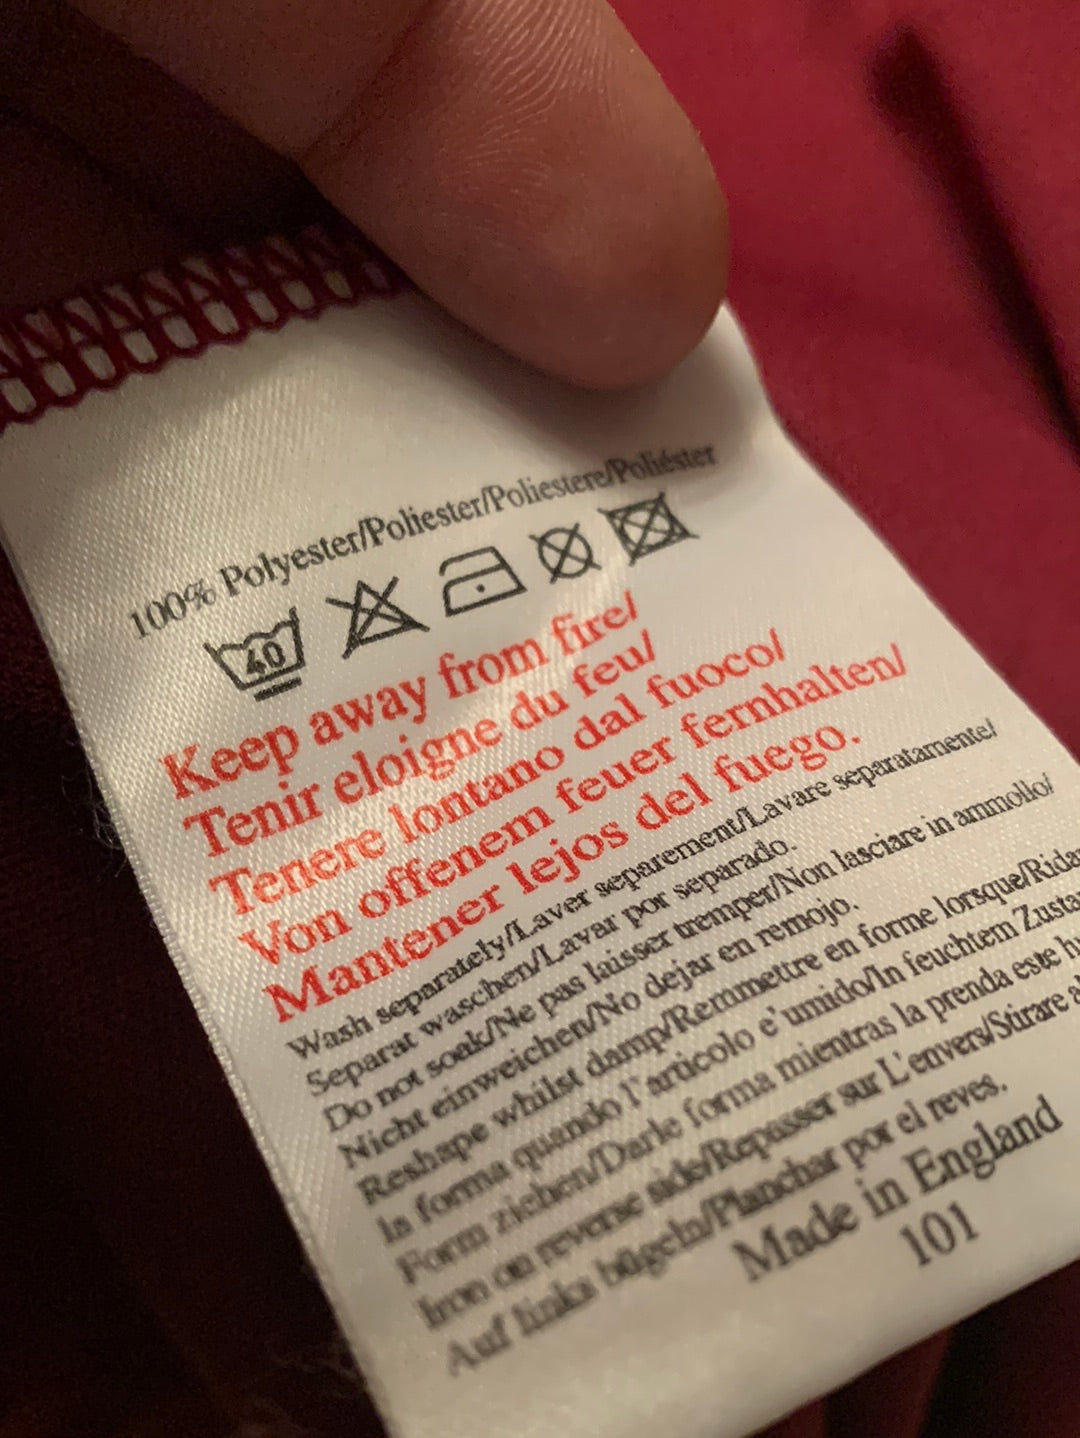 100% Polyester/Poliester/Poliestere/Poliéster
40
Keep away from fire/
Tenir eloigne du feu/
Tenere lontano dal fuoco/
Von offenem feuer fernhalten/
Mantener lejos del fuego.
Wash separately/Laver separement/Lavare separatamente/
Separat waschen/Lavar por separado.
Do not soak/Ne pas laisser tremper/Non lasciare in ammollo/
Nicht einweichen/No dejar en remojo.
Reshape whilst damp/Remmettre en forme lorsque/Ridar
In forma quando l'articolo e'umido/In feuchtem Zusta
Form ziehen/Darle forma mientras la prenda este
Iron on reverse side/Repasser sur L'envers/Stirare
Auf links bügeln/Planchar por el reves.
Made in England
101